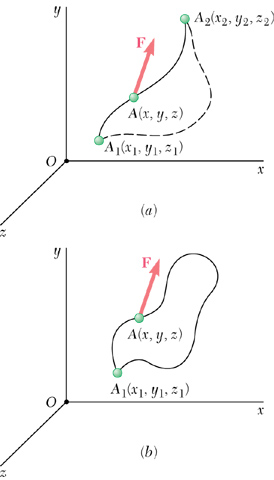 y
A₂(x₂, y₂, z₂)
F
A(x, y, z)
A₁(x₁, y₁, z₁)
O
x
z
(a)
y
F
A(x, y, z)
A₁(x₁, y₁, z₁)
O
x
z
(b)